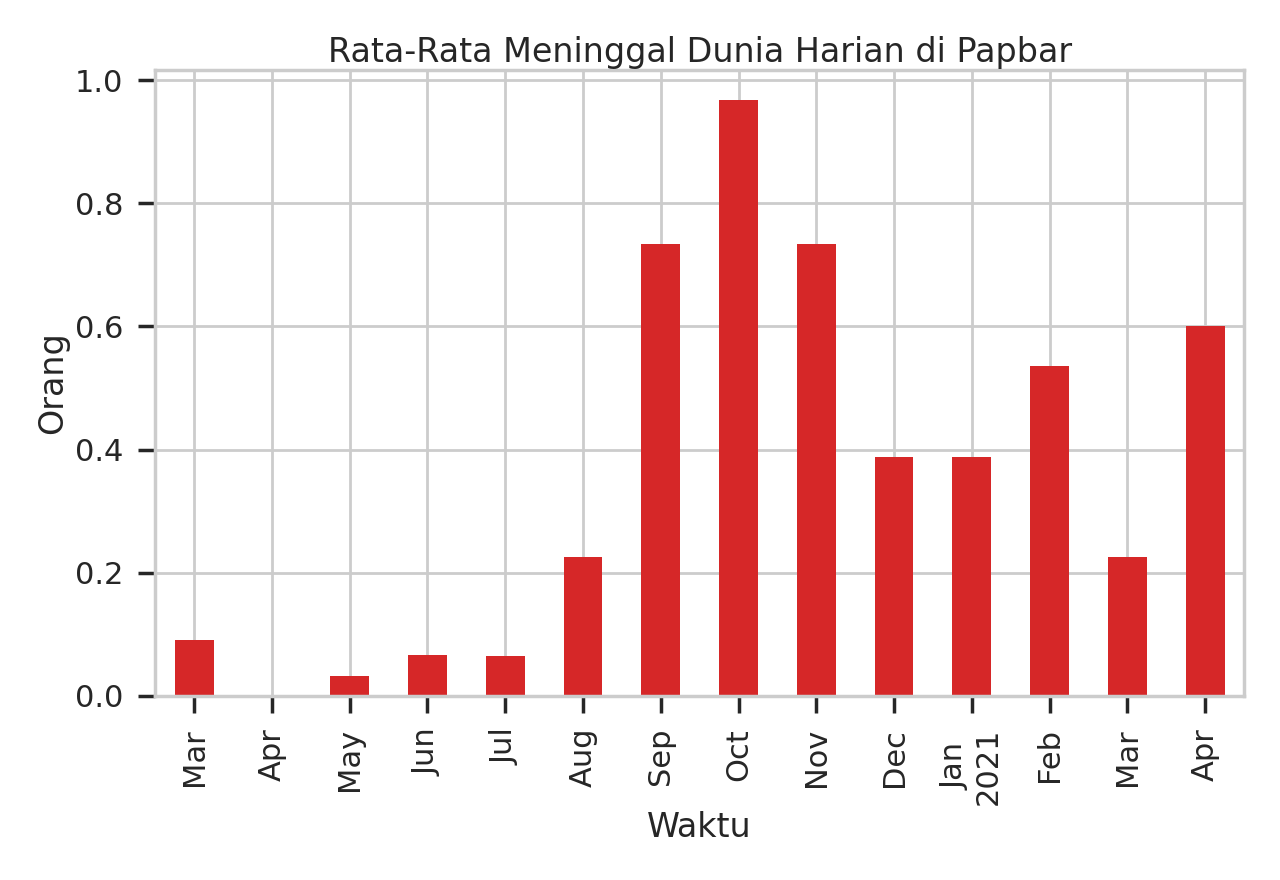 Rata-Rata Meninggal Dunia Harian di Papbar
1.0
0.8
0.6
0.4
0.2
0.0
Orang
Mar
Apr
May
Jun
Jul
Aug
Sep
Oct
Nov
Dec
Jan
2021
Feb
Mar
Apr
Waktu